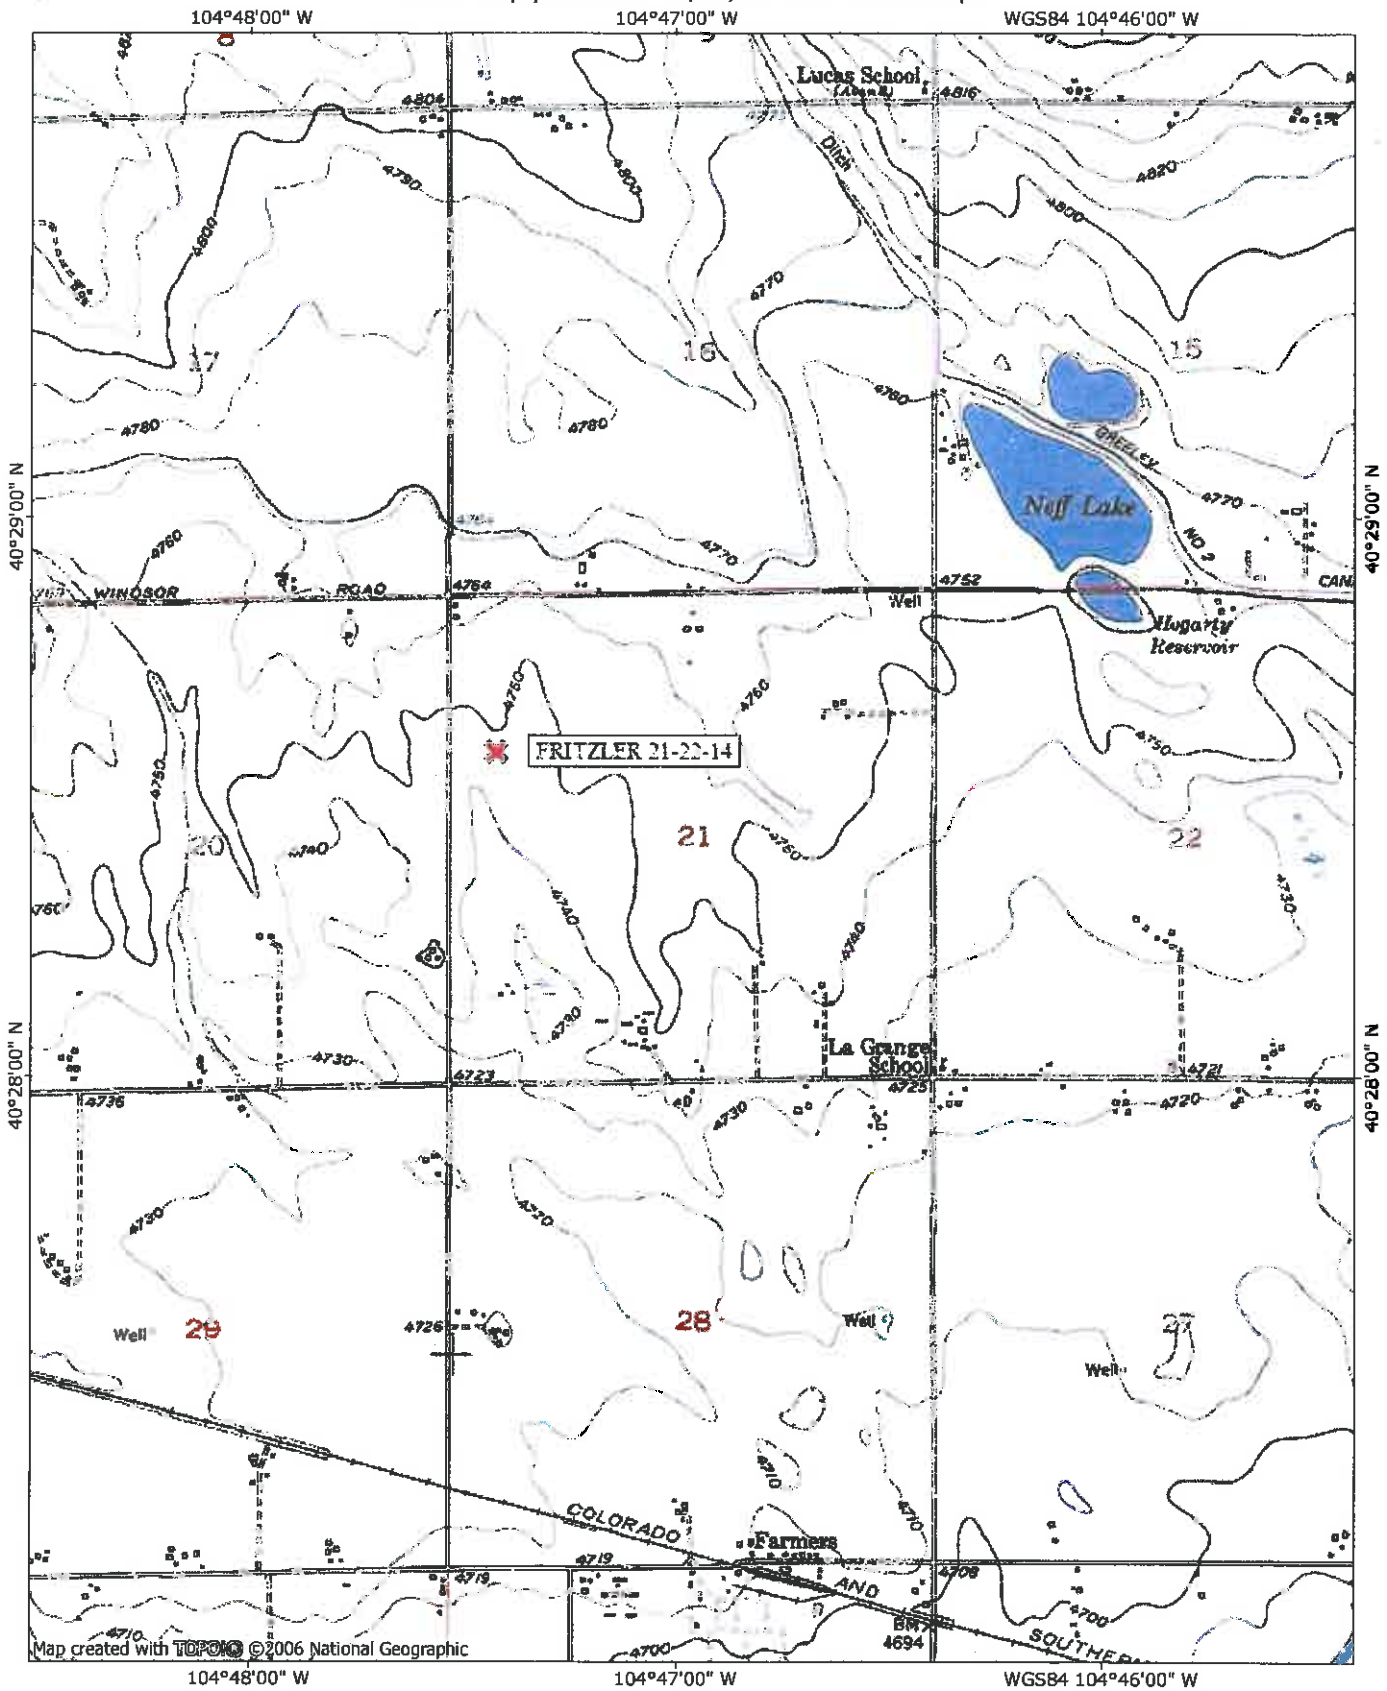 104°48'00" W
104°47'00" W
WGS84 104°46'00" W
Lucas School
4804
4816
Ditch
4790
4800
4820
4800
4800
4770
17
16
15
4760
4780
4780
GREELEY
Neff Lake
4770
40°29'00" N
40°29'00" N
4760
4770
NO 2
WINDSOR
ROAD
4764
4752
CAN
Well
Hogarty
Reservoir
4750
4760
4750
FRITZLER 21-22-14
4750
20
4740
21
4750
22
4730
4740
4740
4730
40°28'00" N
40°28'00" N
La Grange
School
4730
4723
4725
4721
4736
4730
4720
4730
4720
Well
29
4726
28
Well
27
Well
4710
4710
COLORADO
Farmers
4719
4719
AND
4708
BM
4694
4700
4710
4700
SOUTHERN
Map created with TOPO!® ©2006 National Geographic
104°48'00" W
104°47'00" W
WGS84 104°46'00" W